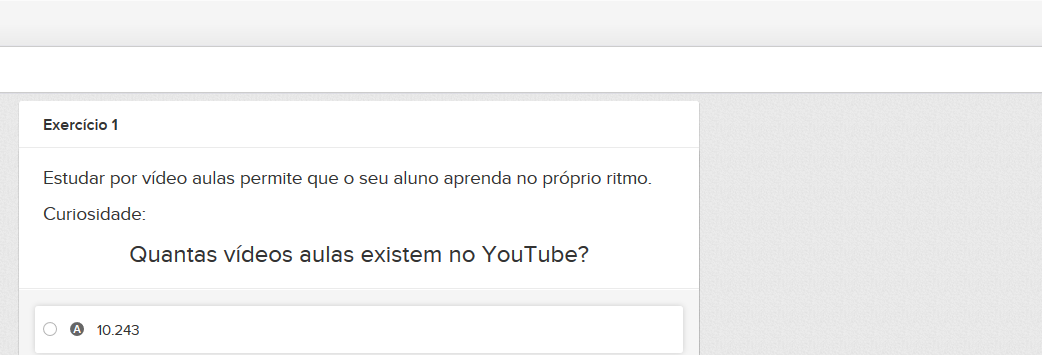 Exercício 1
Estudar por vídeo aulas permite que o seu aluno aprenda no próprio ritmo.
Curiosidade:
Quantas vídeos aulas existem no YouTube?
A 10.243